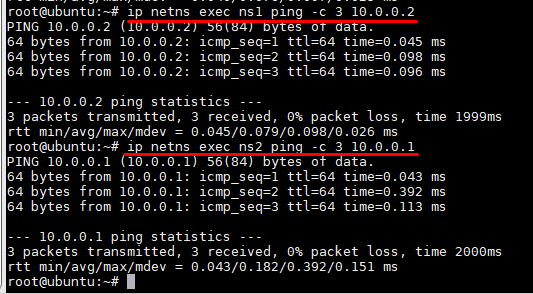 root@ubuntu:~# ip netns exec ns1 ping -c 3 10.0.0.2
PING 10.0.0.2 (10.0.0.2) 56(84) bytes of data.
64 bytes from 10.0.0.2: icmp_seq=1 ttl=64 time=0.045 ms
64 bytes from 10.0.0.2: icmp_seq=2 ttl=64 time=0.098 ms
64 bytes from 10.0.0.2: icmp_seq=3 ttl=64 time=0.096 ms
--- 10.0.0.2 ping statistics ---
3 packets transmitted, 3 received, 0% packet loss, time 1999ms
rtt min/avg/max/mdev = 0.045/0.079/0.098/0.026 ms
root@ubuntu:~# ip netns exec ns2 ping -c 3 10.0.0.1
PING 10.0.0.1 (10.0.0.1) 56(84) bytes of data.
64 bytes from 10.0.0.1: icmp_seq=1 ttl=64 time=0.043 ms
64 bytes from 10.0.0.1: icmp_seq=2 ttl=64 time=0.392 ms
64 bytes from 10.0.0.1: icmp_seq=3 ttl=64 time=0.113 ms
--- 10.0.0.1 ping statistics ---
3 packets transmitted, 3 received, 0% packet loss, time 2000ms
rtt min/avg/max/mdev = 0.043/0.182/0.392/0.151 ms
root@ubuntu:~#